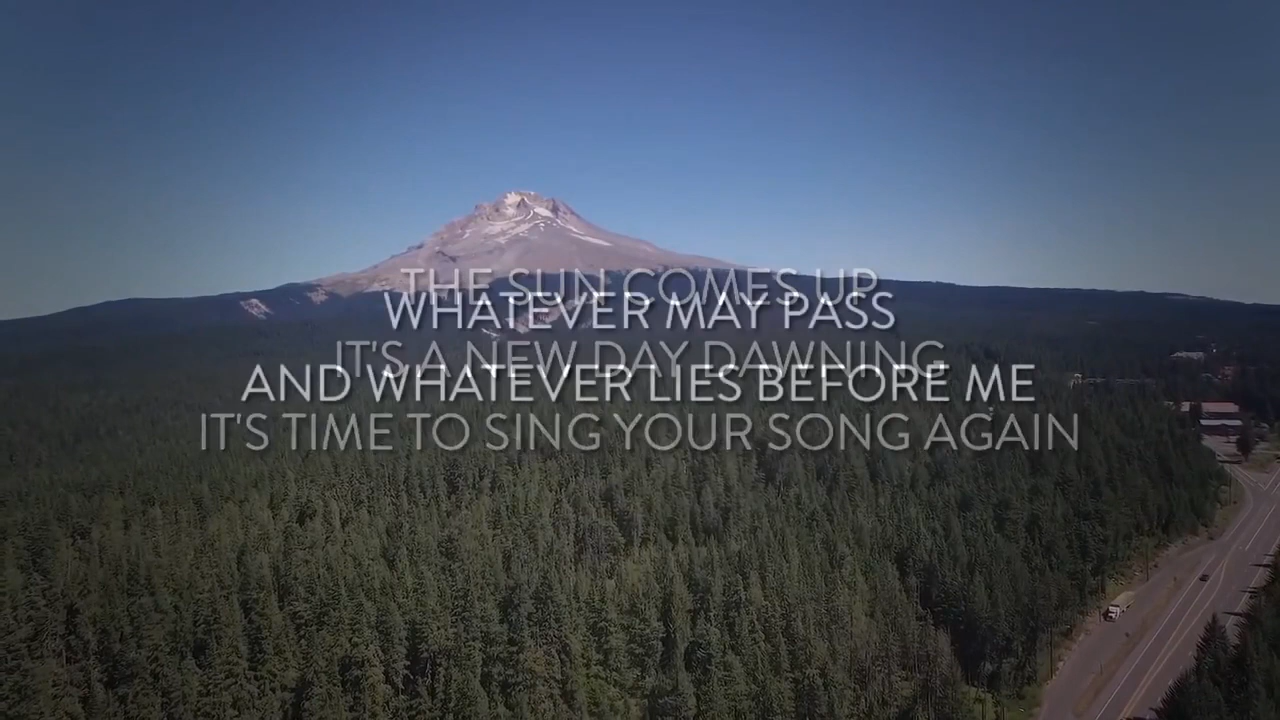 THE SUN COMES UP
WHATEVER MAY PASS
IT'S A NEW DAY DAWNING
AND WHATEVER LIES BEFORE ME
IT'S TIME TO SING YOUR SONG AGAIN